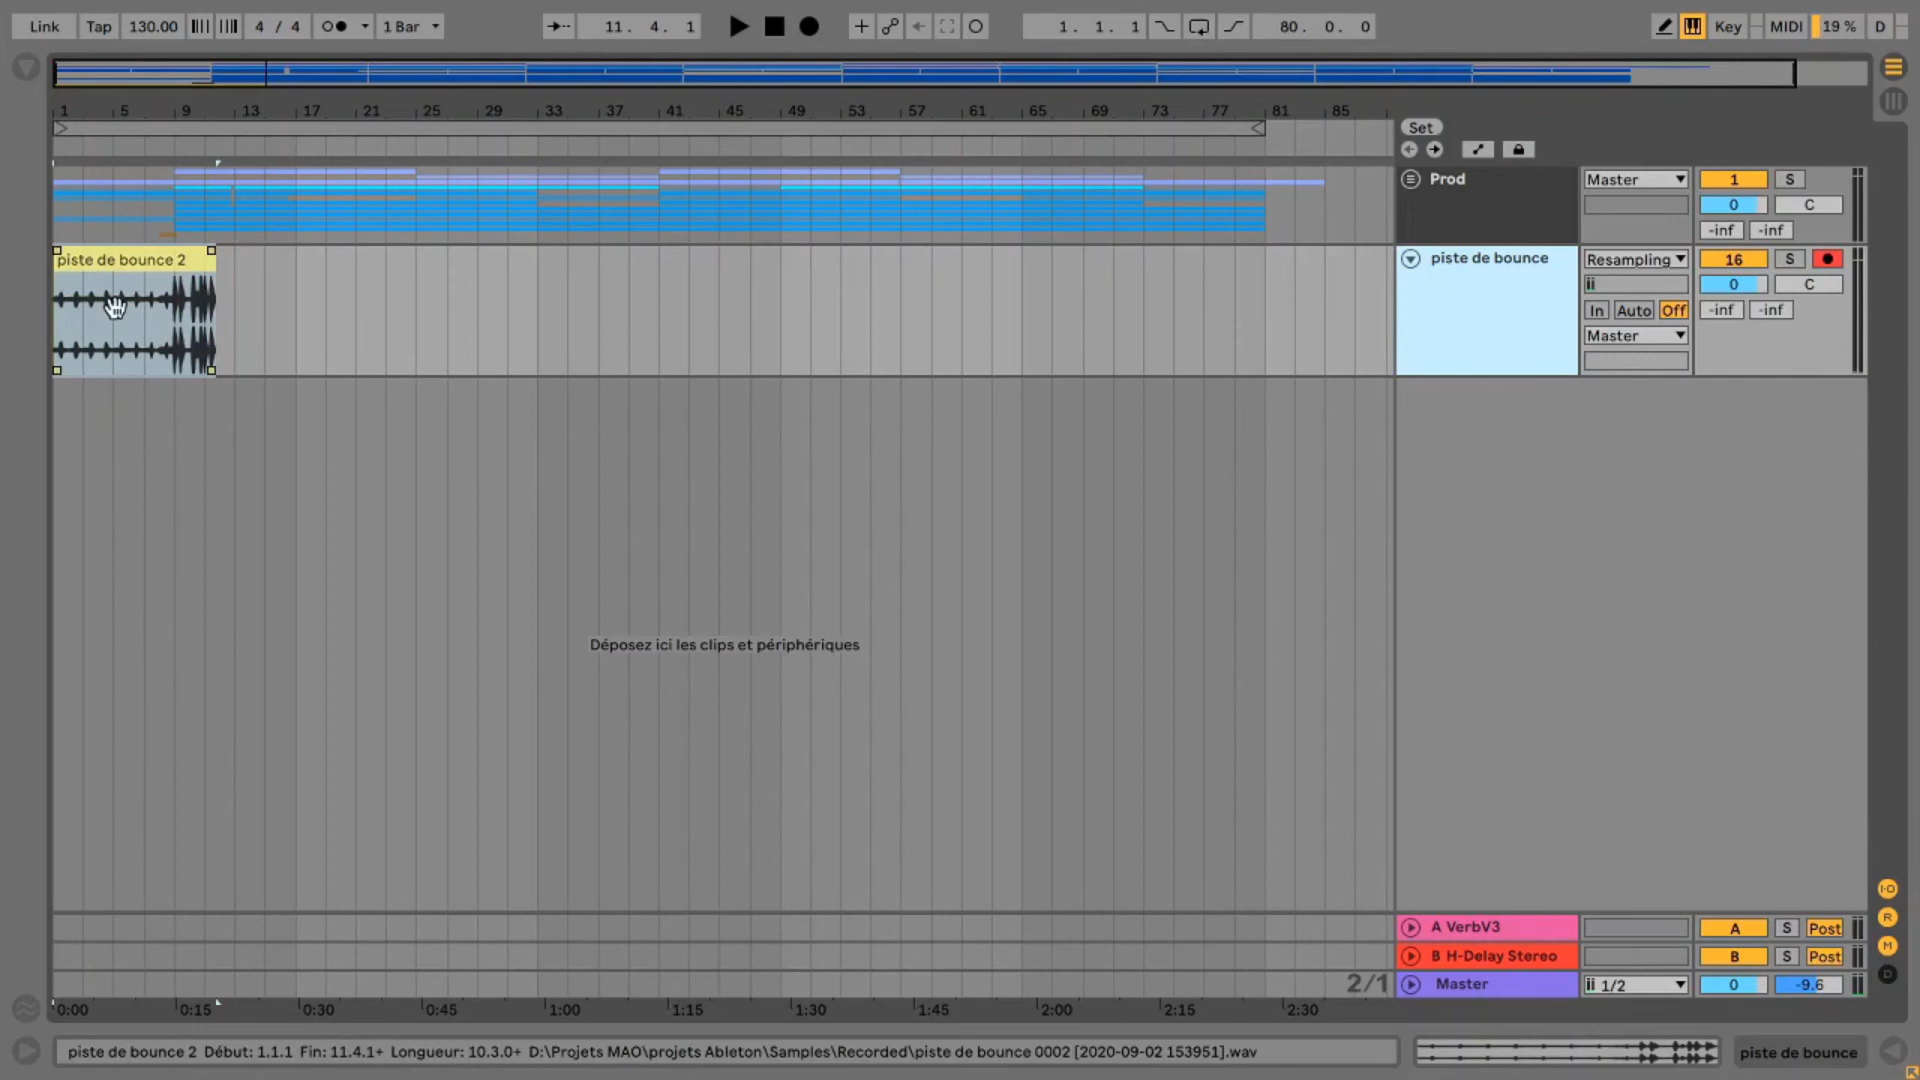 Link Tap 130.00 4 / 4 1 Bar 11. 4. 1 1. 1. 1 80. 0. 0 Key MIDI 19 % D
1 5 9 13 17 21 25 29 33 37 41 45 49 53 57 61 65 69 73 77 81 85
Set
Prod Master 1 S
0 C
-inf -inf
piste de bounce 2 piste de bounce Resampling 16 S
0 C
In Auto Off -inf -inf
Master
Déposez ici les clips et périphériques
A VerbV3 A S Post
B H-Delay Stereo B S Post
2/1 Master 1/2 0 -9.6
0:00 0:15 0:30 0:45 1:00 1:15 1:30 1:45 2:00 2:15 2:30
I·O
R
M
D
piste de bounce 2 Début: 1.1.1 Fin: 11.4.1+ Longueur: 10.3.0+ D:\Projets MAO\projets Ableton\Samples\Recorded\piste de bounce 0002 [2020-09-02 153951].wav piste de bounce